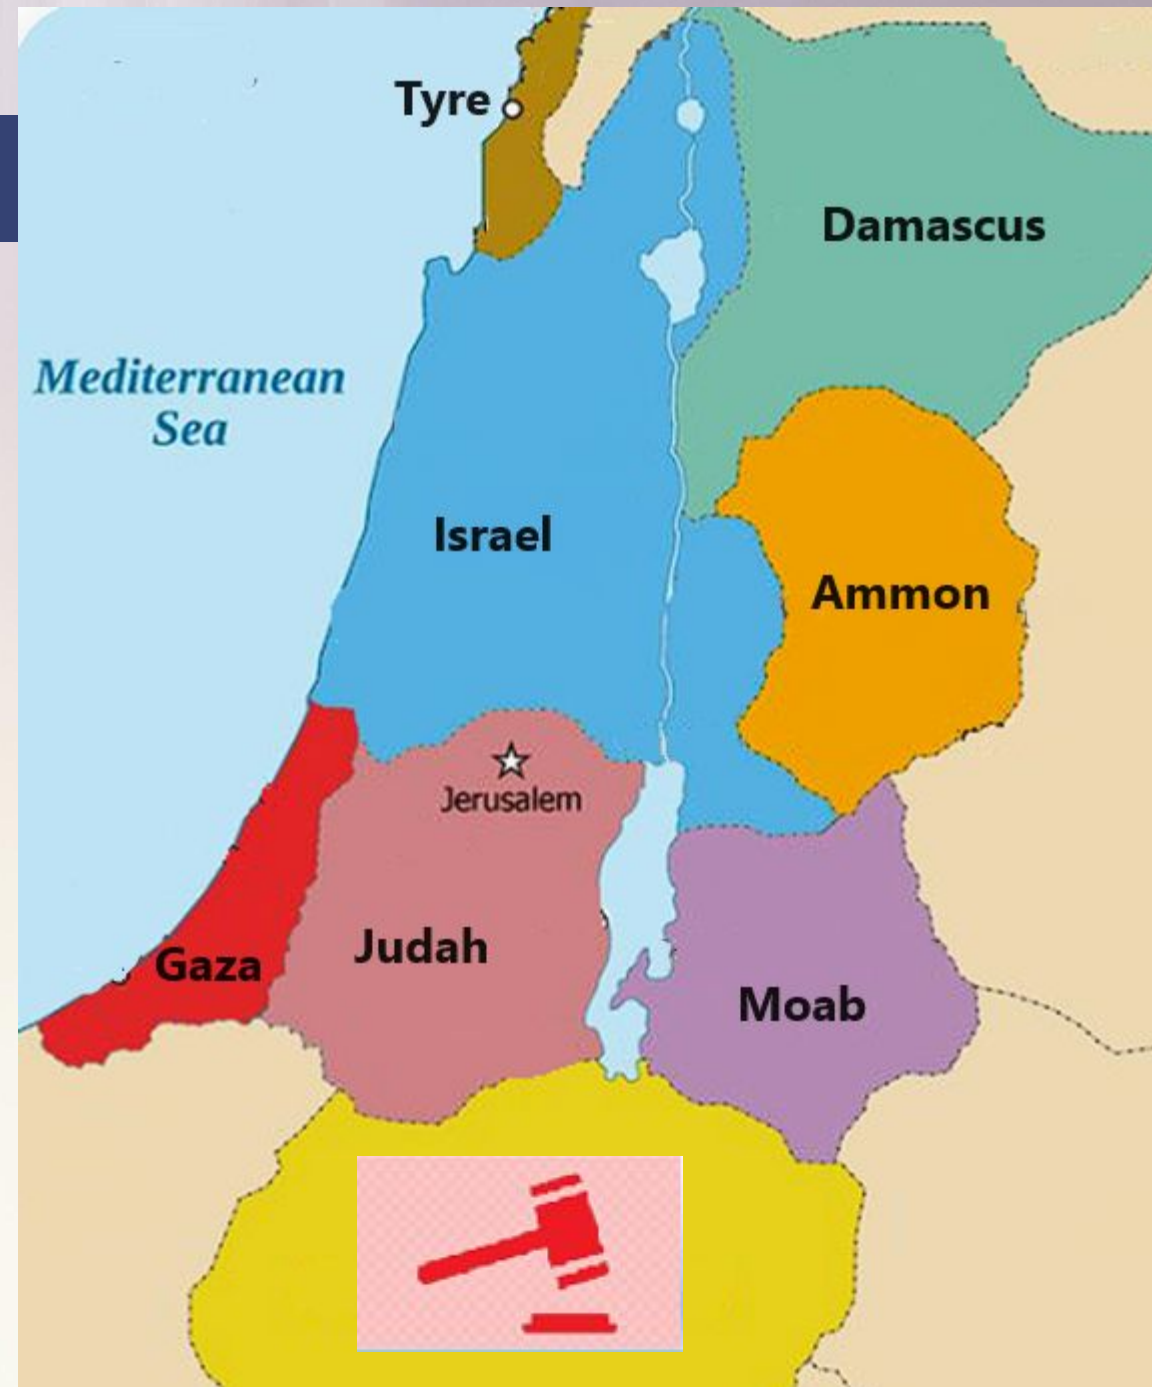 Tyre
Damascus
Mediterranean
Sea
Israel
Ammon
Jerusalem
Judah
Gaza
Moab